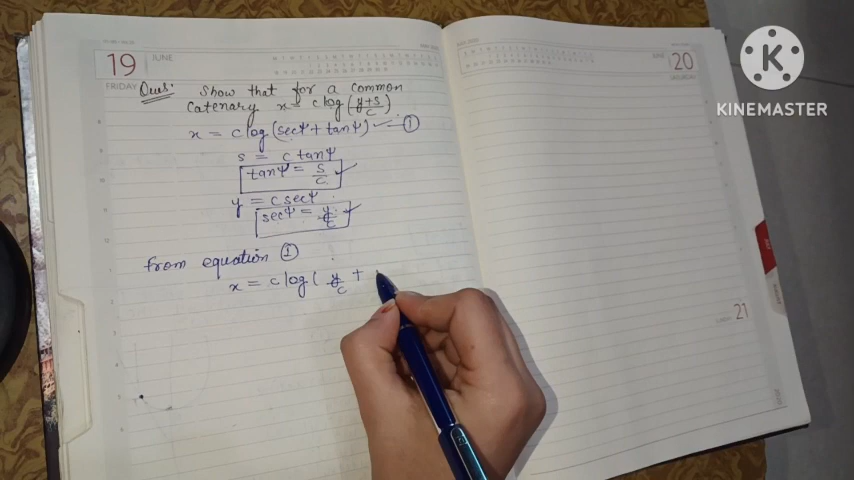 19 JUNE
FRIDAY
Ques: Show that for a common
Catenary x = c log(y+s/c)
x = c log(secΨ + tanΨ) ✓ — ①
s = c tanΨ
tanΨ = s/c ✓
y = c secΨ
secΨ = y/c ✓
from equation ①
x = c log( y/c +
20
SATURDAY
21
K
KINEMASTER